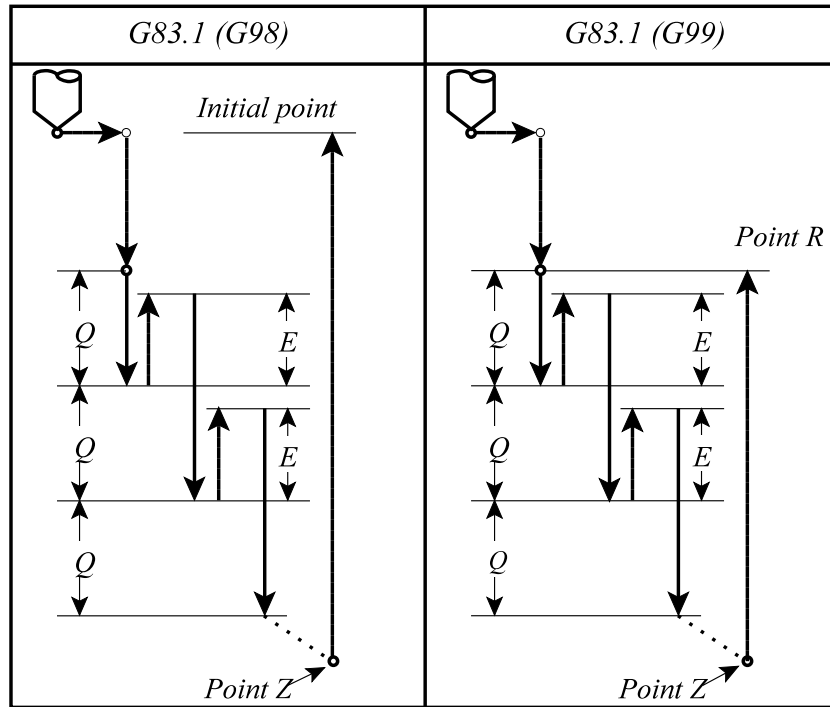 G83.1 (G98)
G83.1 (G99)
Initial point
Q
E
Q
E
Q
Point Z
Point R
Q
E
Q
E
Q
Point Z